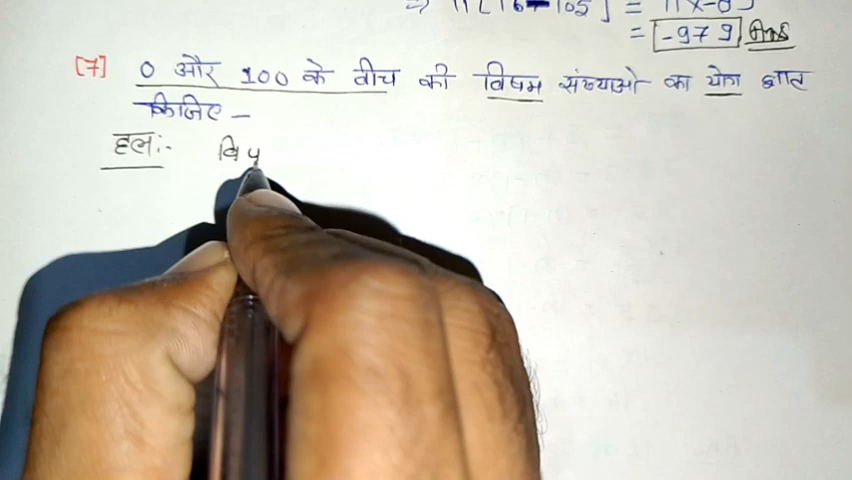 = [-979] Ans
[7] 0 और 100 के बीच की विषम संख्याओ का योग ज्ञात
किजिए -
हलः- वि